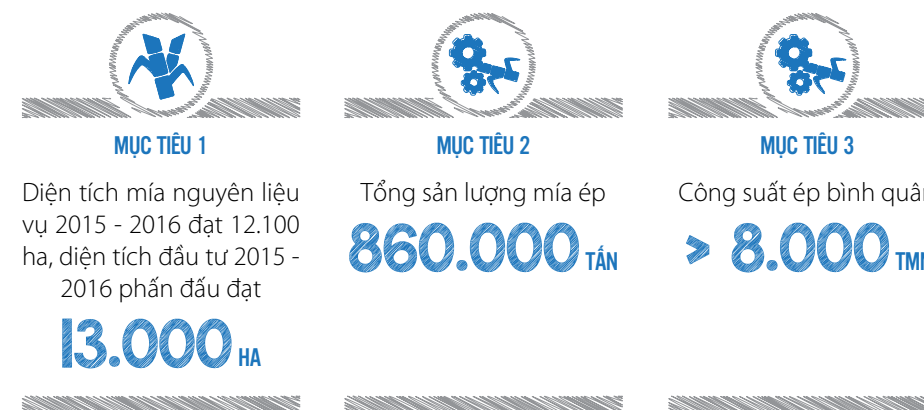 MỤC TIÊU 1
Diện tích mía nguyên liệu
vụ 2015 - 2016 đạt 12.100
ha, diện tích đầu tư 2015 -
2016 phấn đấu đạt
13.000 HA
MỤC TIÊU 2
Tổng sản lượng mía ép
860.000 TẤN
MỤC TIÊU 3
Công suất ép bình quân
> 8.000